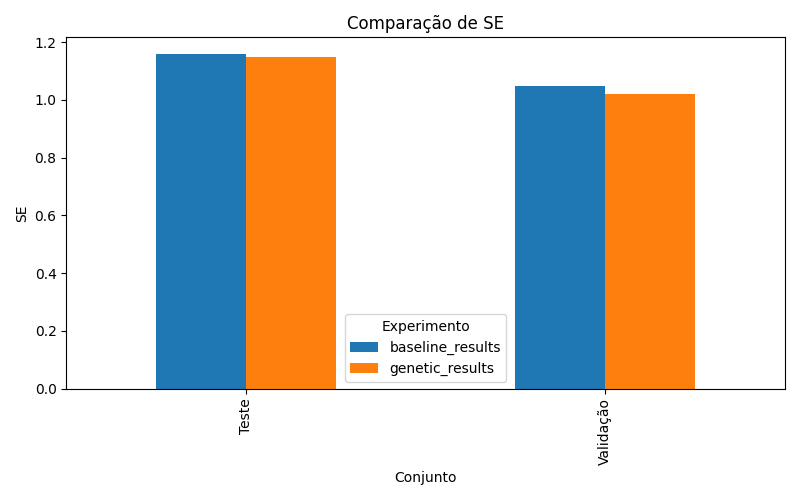 Comparação de SE
1.2
1.0
0.8
0.6
0.4
0.2
0.0
SE
Experimento
baseline_results
genetic_results
Teste
Validação
Conjunto